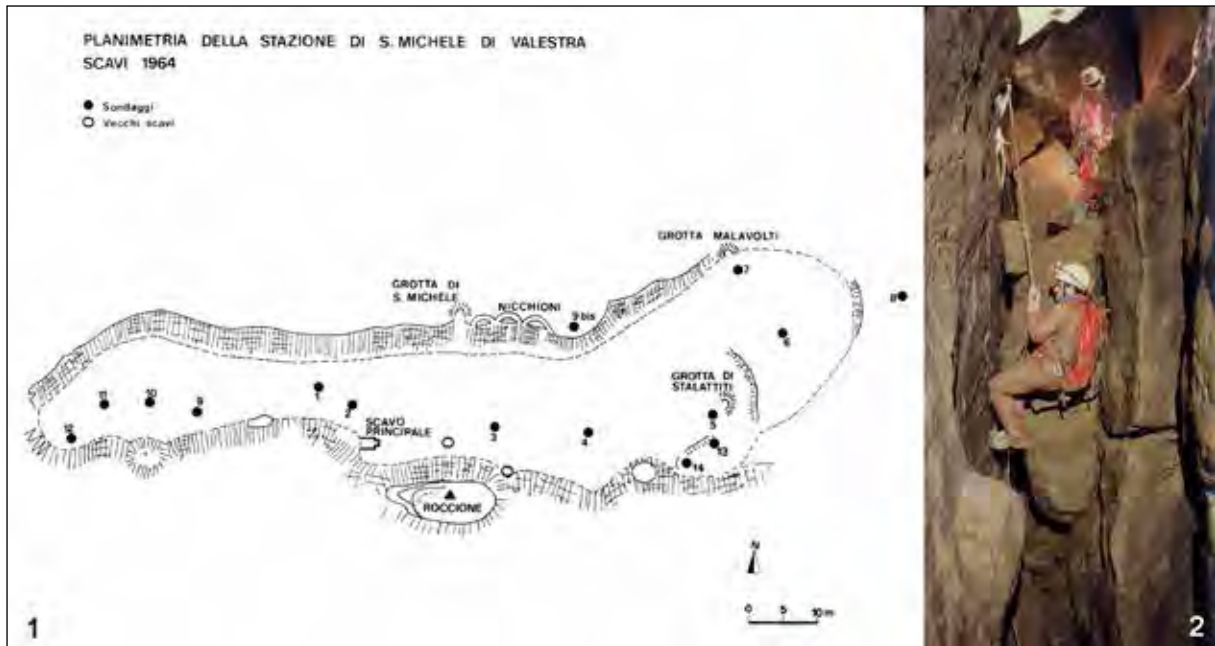 PLANIMETRIA DELLA STAZIONE DI S. MICHELE DI VALESTRA
SCAVI 1964
Sondaggi
Vecchi scavi
GROTTA MALAVOLTI
7
8
GROTTA DI
S. MICHELE
NICCHIONI
9 bis
6
GROTTA DI
STALATTITI
11
10
9
1
2
12
SCAVO
PRINCIPALE
3
4
5
13
14
ROCCIONE
N
0 5 10 m
1
2